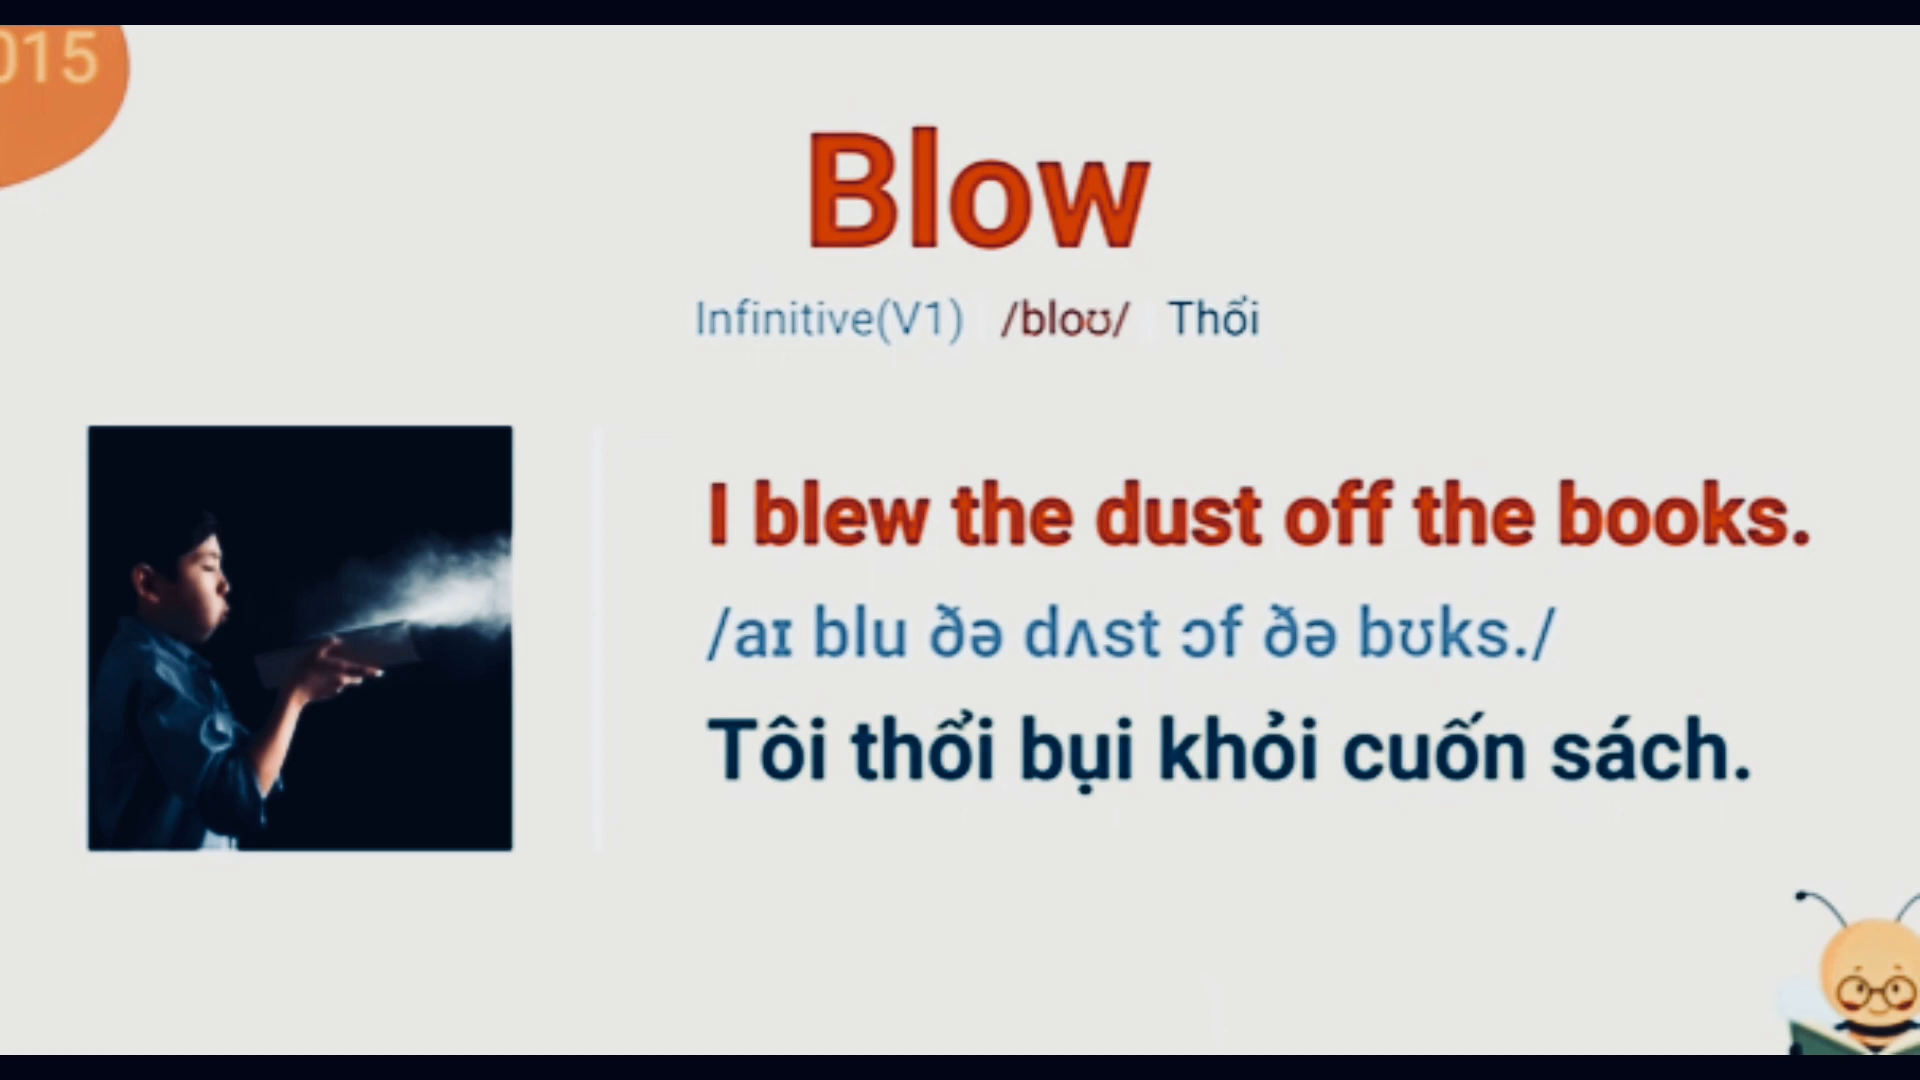 015
Blow
Infinitive(V1) /bloʊ/ Thổi
I blew the dust off the books.
/aɪ blu ðə dʌst ɔf ðə bʊks./
Tôi thổi bụi khỏi cuốn sách.